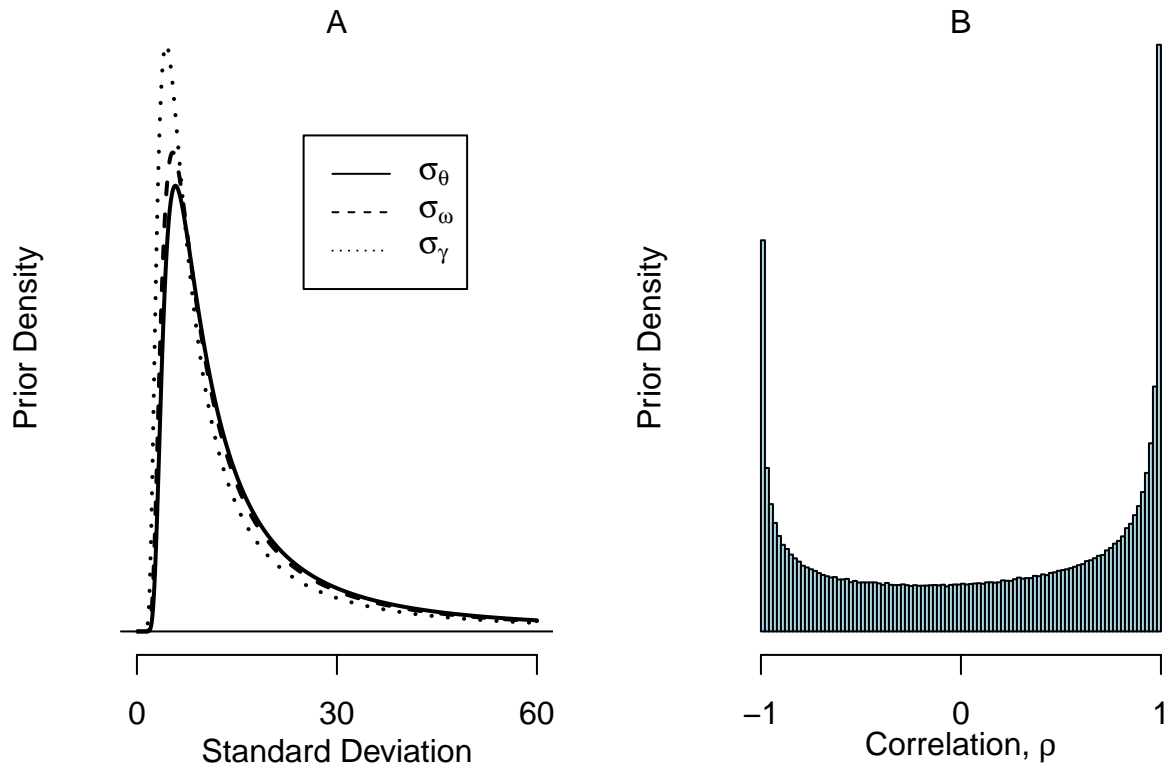 A
Prior Density
σθ
σω
σγ
0 30 60
Standard Deviation
B
Prior Density
−1 0 1
Correlation, ρ